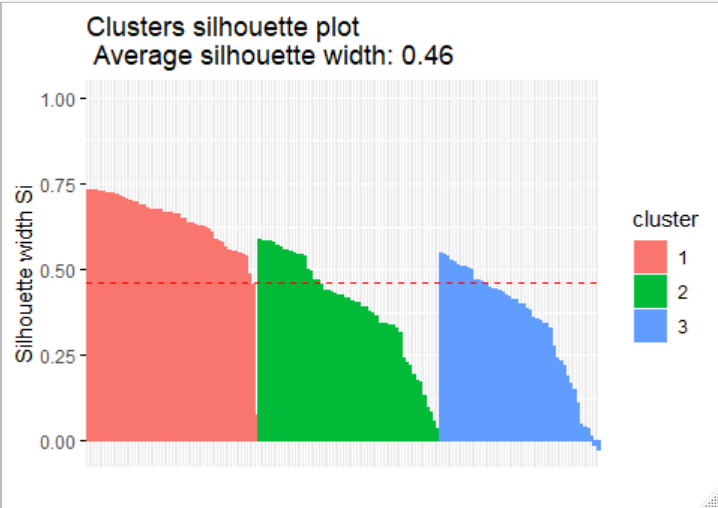 Clusters silhouette plot
Average silhouette width: 0.46
Silhouette width Si
1.00
0.75
0.50
0.25
0.00
cluster
1
2
3